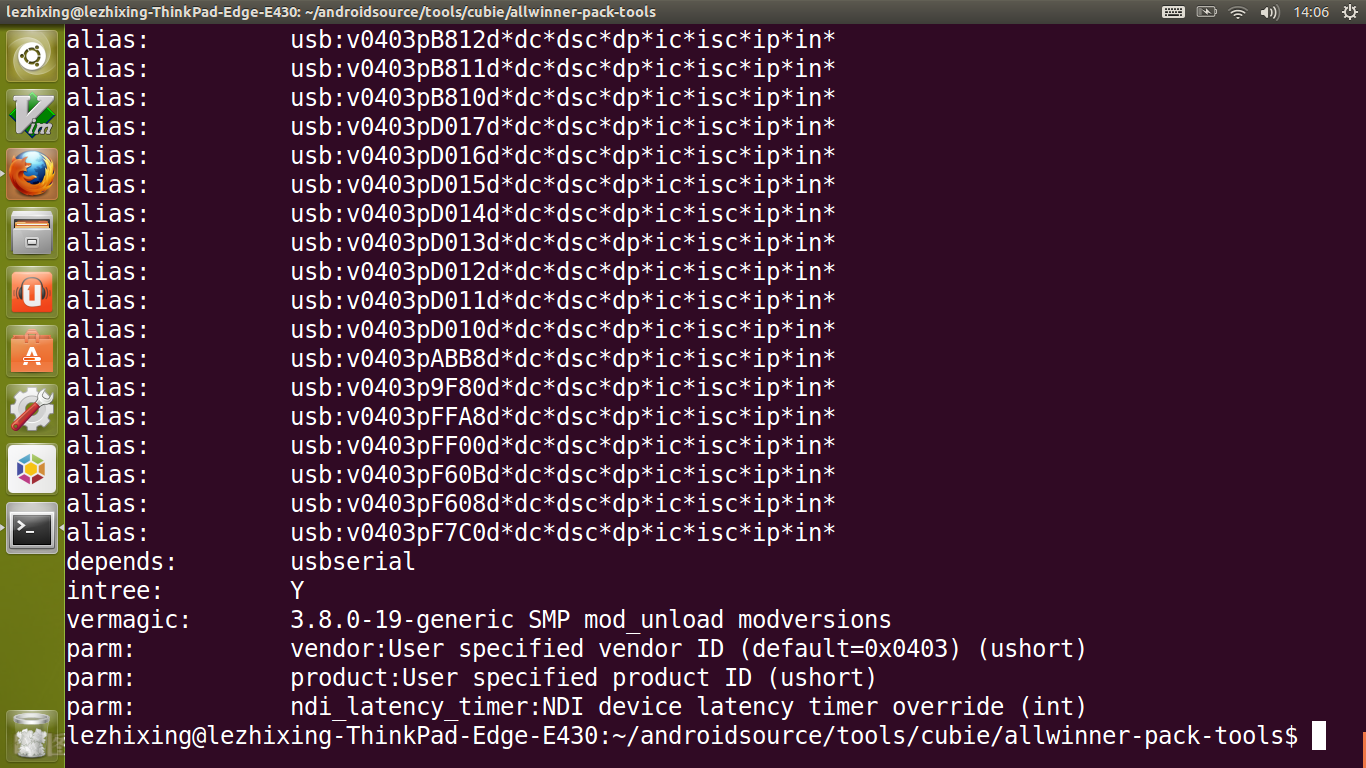 lezhixing@lezhixing-ThinkPad-Edge-E430: ~/androidsource/tools/cubie/allwinner-pack-tools 14:06
alias: usb:v0403pB812d*dc*dsc*dp*ic*isc*ip*in*
alias: usb:v0403pB811d*dc*dsc*dp*ic*isc*ip*in*
alias: usb:v0403pB810d*dc*dsc*dp*ic*isc*ip*in*
alias: usb:v0403pD017d*dc*dsc*dp*ic*isc*ip*in*
alias: usb:v0403pD016d*dc*dsc*dp*ic*isc*ip*in*
alias: usb:v0403pD015d*dc*dsc*dp*ic*isc*ip*in*
alias: usb:v0403pD014d*dc*dsc*dp*ic*isc*ip*in*
alias: usb:v0403pD013d*dc*dsc*dp*ic*isc*ip*in*
alias: usb:v0403pD012d*dc*dsc*dp*ic*isc*ip*in*
alias: usb:v0403pD011d*dc*dsc*dp*ic*isc*ip*in*
alias: usb:v0403pD010d*dc*dsc*dp*ic*isc*ip*in*
alias: usb:v0403pABB8d*dc*dsc*dp*ic*isc*ip*in*
alias: usb:v0403p9F80d*dc*dsc*dp*ic*isc*ip*in*
alias: usb:v0403pFFA8d*dc*dsc*dp*ic*isc*ip*in*
alias: usb:v0403pFF00d*dc*dsc*dp*ic*isc*ip*in*
alias: usb:v0403pF60Bd*dc*dsc*dp*ic*isc*ip*in*
alias: usb:v0403pF608d*dc*dsc*dp*ic*isc*ip*in*
alias: usb:v0403pF7C0d*dc*dsc*dp*ic*isc*ip*in*
depends: usbserial
intree: Y
vermagic: 3.8.0-19-generic SMP mod_unload modversions
parm: vendor:User specified vendor ID (default=0x0403) (ushort)
parm: product:User specified product ID (ushort)
parm: ndi_latency_timer:NDI device latency timer override (int)
lezhixing@lezhixing-ThinkPad-Edge-E430:~/androidsource/tools/cubie/allwinner-pack-tools$
Vim